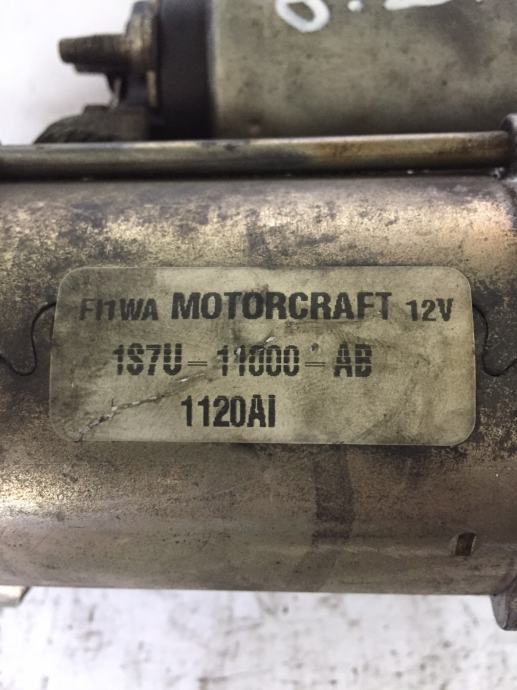 FI1WA MOTORCRAFT 12V
1S7U-11000-AB
1120AI